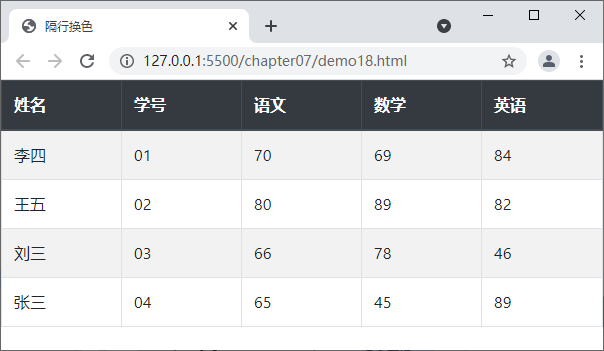 隔行换色
127.0.0.1:5500/chapter07/demo18.html
姓名 学号 语文 数学 英语
李四 01 70 69 84
王五 02 80 89 82
刘三 03 66 78 46
张三 04 65 45 89